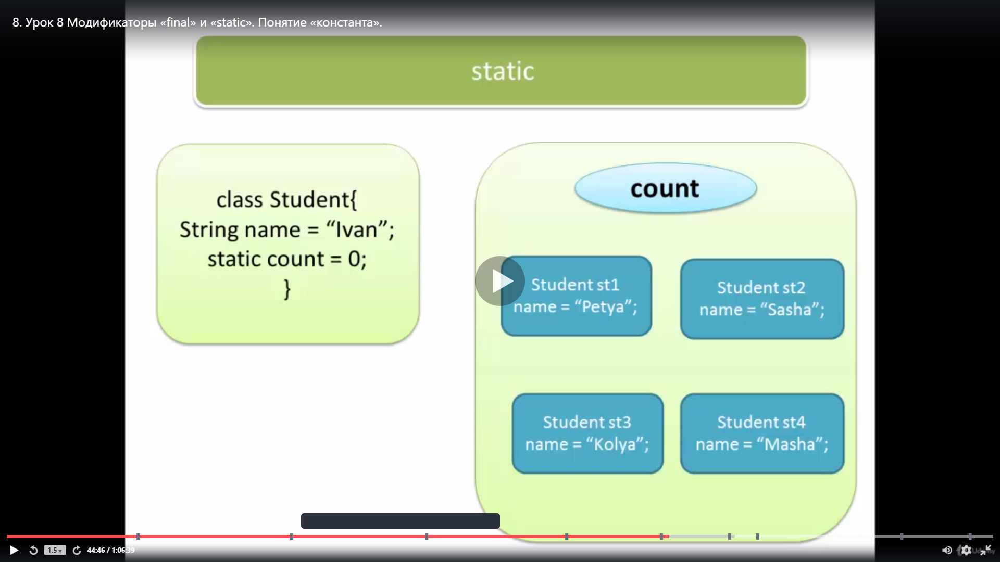 8. Урок 8 Модификаторы «final» и «static». Понятие «константа».
static
class Student{
String name = “Ivan”;
static count = 0;
}
count
Student st1
name = “Petya”;
Student st2
name = “Sasha”;
Student st3
name = “Kolya”;
Student st4
name = “Masha”;
1.5×
44:46 / 1:06:39
Udemy